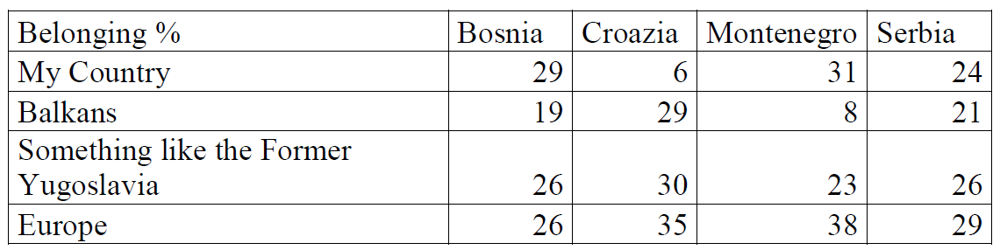 Belonging % Bosnia Croazia Montenegro Serbia
My Country 29 6 31 24
Balkans 19 29 8 21
Something like the Former
Yugoslavia 26 30 23 26
Europe 26 35 38 29